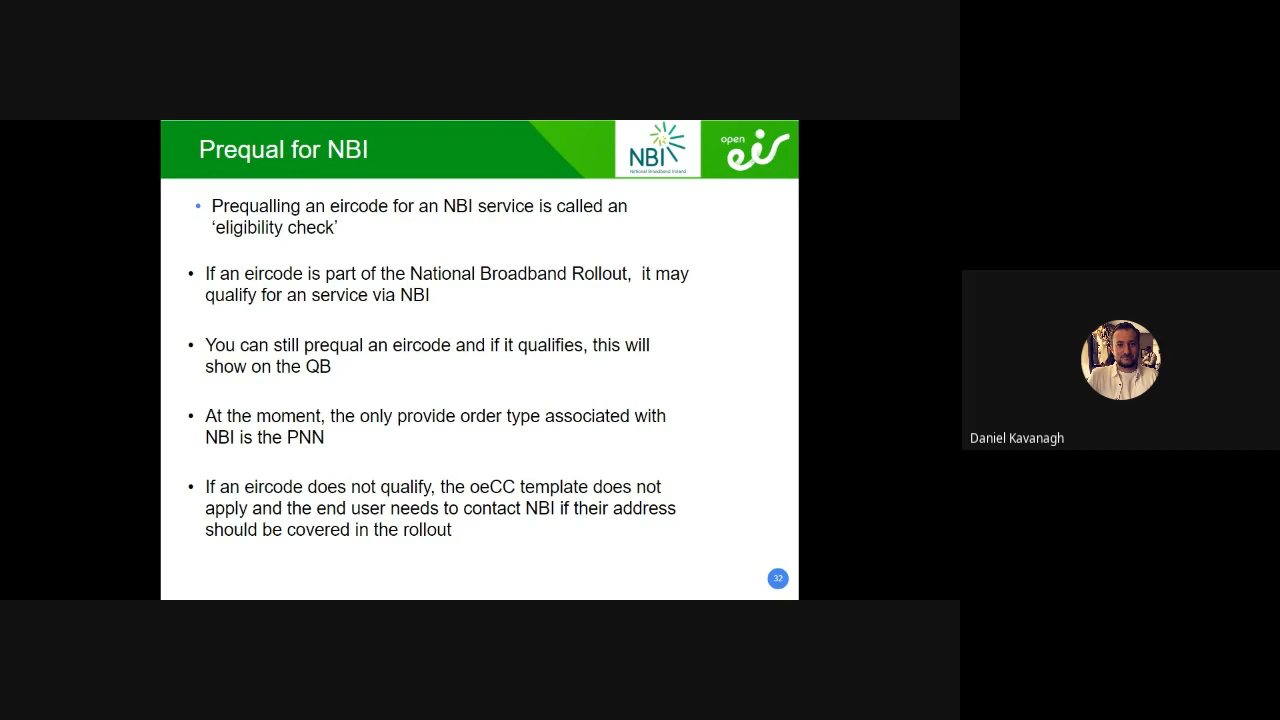 Prequal for NBI
NBI
National Broadband Ireland
open
eir
• Prequalling an eircode for an NBI service is called an
‘eligibility check’
• If an eircode is part of the National Broadband Rollout,  it may
qualify for an service via NBI
• You can still prequal an eircode and if it qualifies, this will
show on the QB
• At the moment, the only provide order type associated with
NBI is the PNN
• If an eircode does not qualify, the oeCC template does not
apply and the end user needs to contact NBI if their address
should be covered in the rollout
32
Daniel Kavanagh